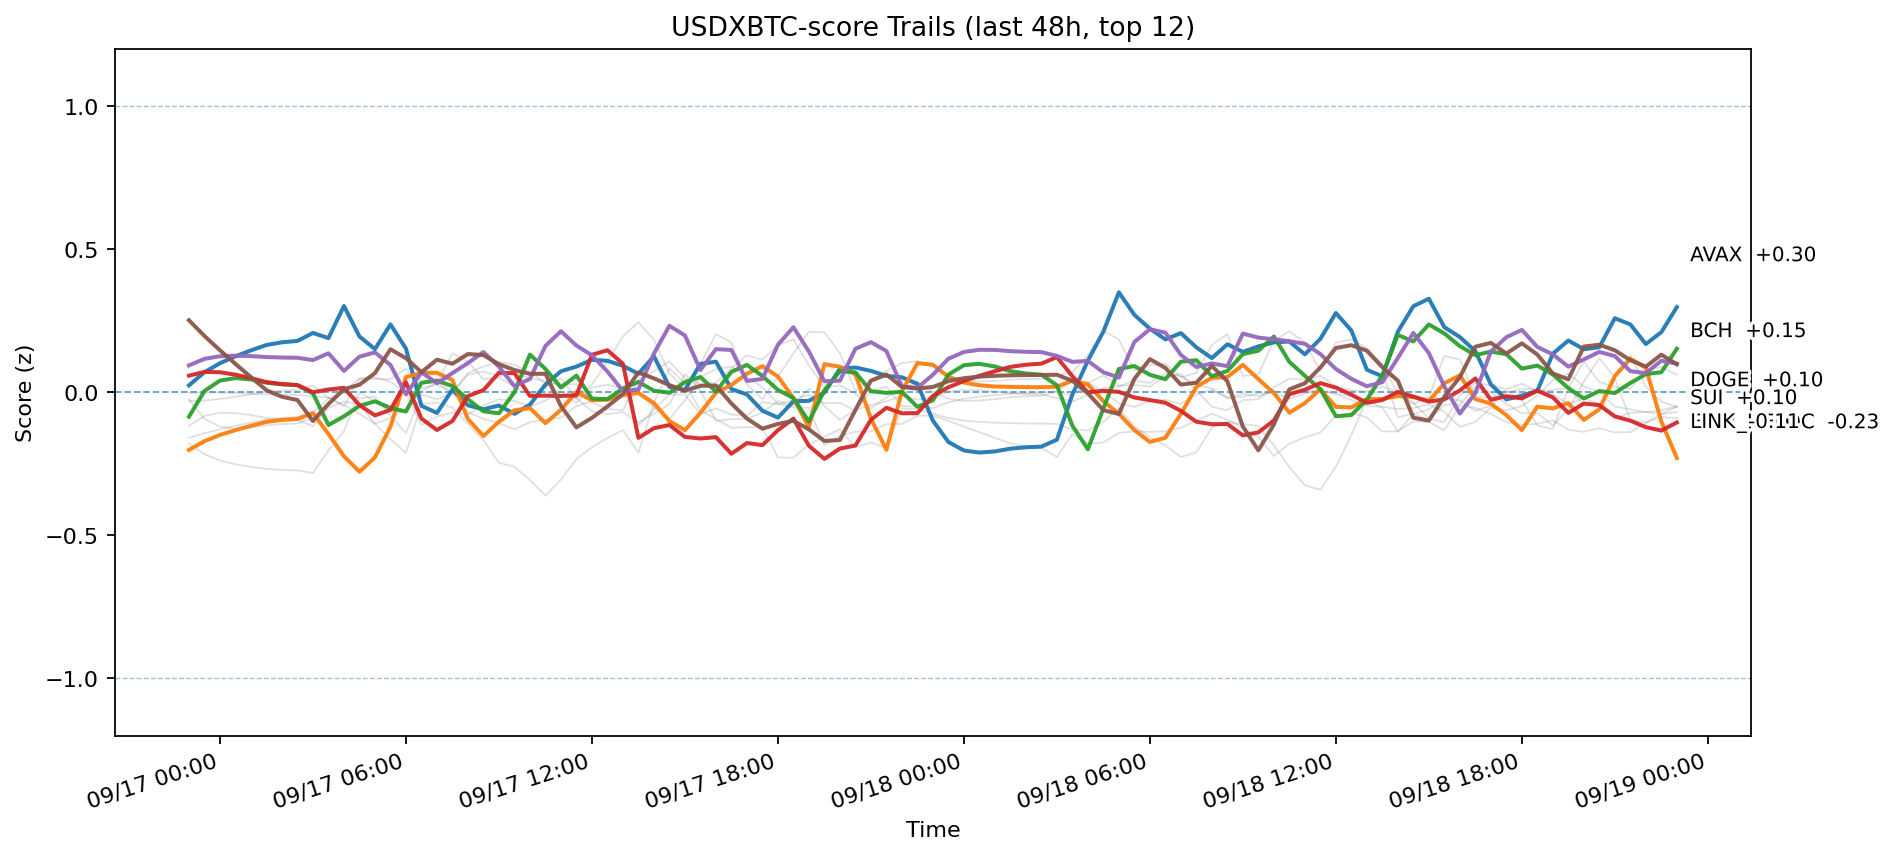 USDXBTC-score Trails (last 48h, top 12)
Score (z)
1.0
0.5
0.0
−0.5
−1.0
AVAX +0.30
BCH +0.15
DOGE +0.10
SUI +0.10
LINK -0.11
-0.23
09/17 00:00
09/17 06:00
09/17 12:00
09/17 18:00
09/18 00:00
09/18 06:00
09/18 12:00
09/18 18:00
09/19 00:00
Time